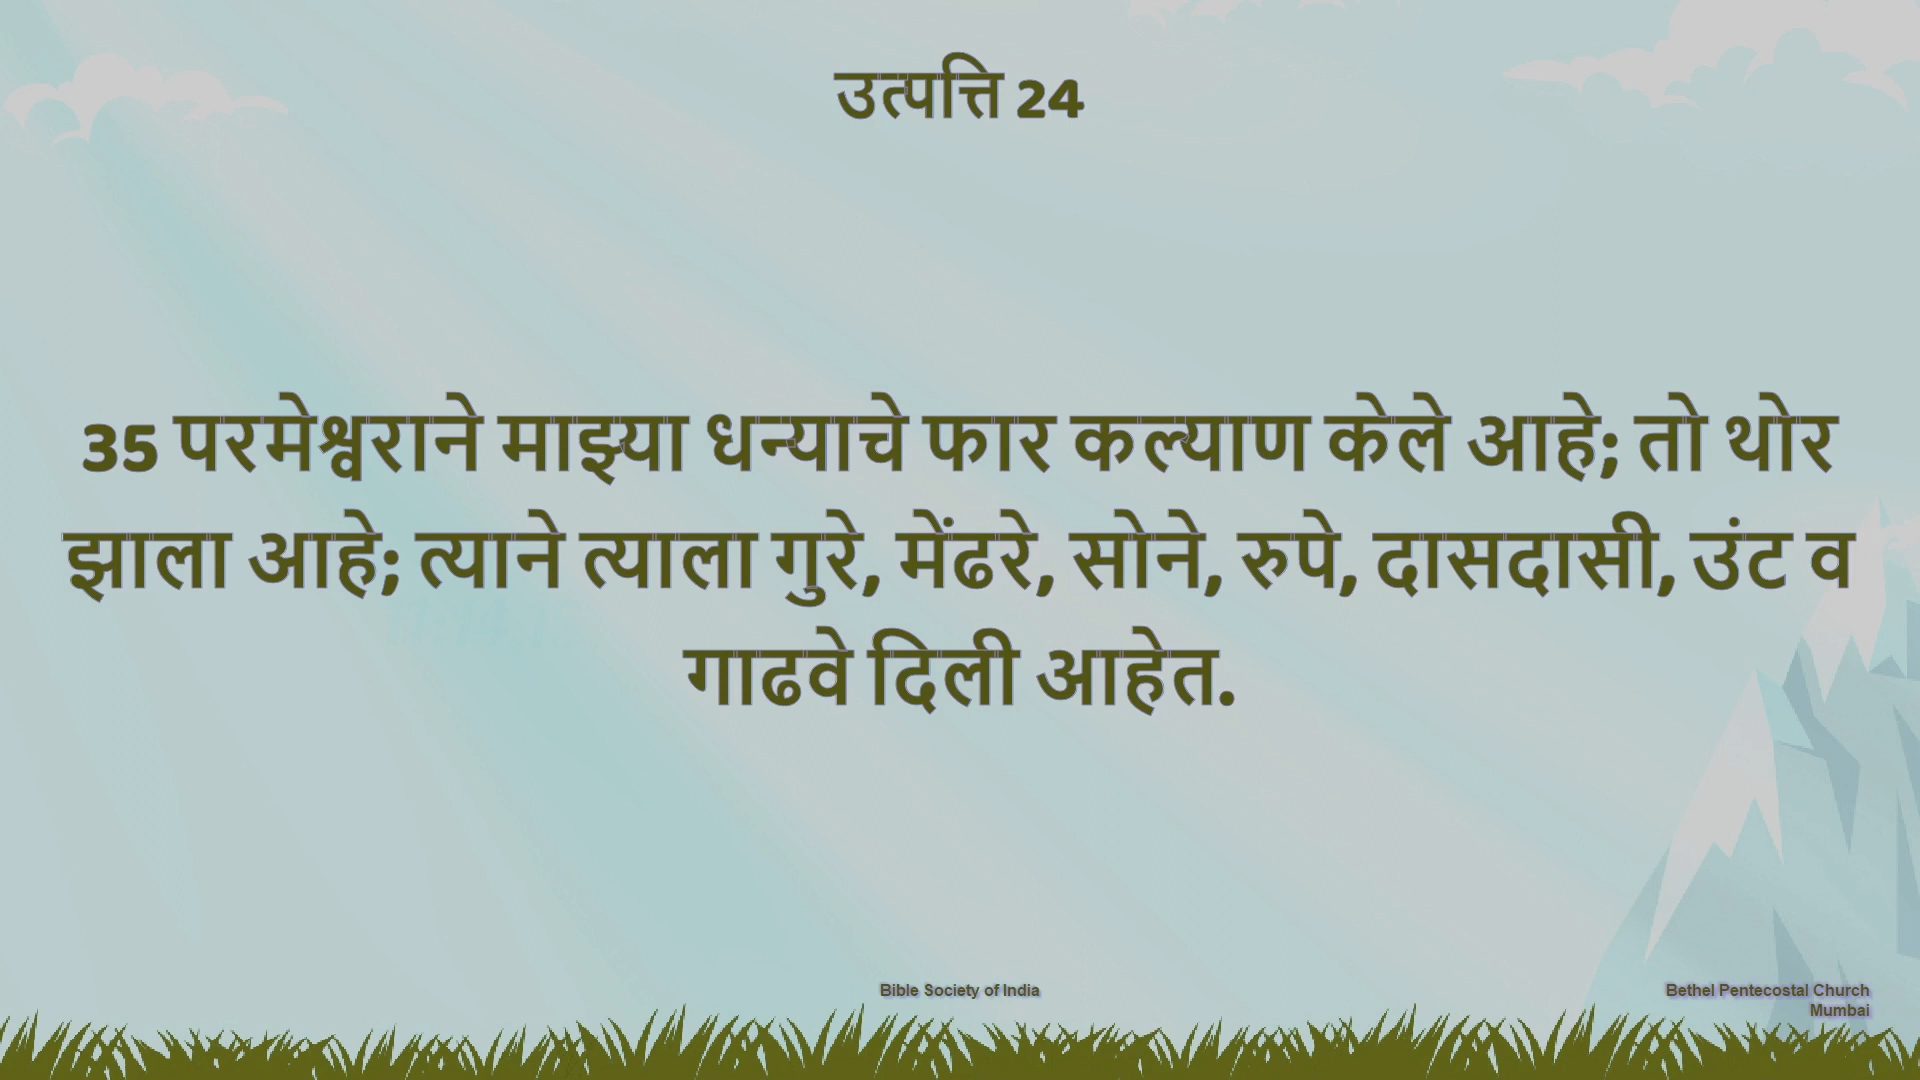 उत्पत्ति 24
35 परमेश्वराने माझ्या धन्याचे फार कल्याण केले आहे; तो थोर
झाला आहे; त्याने त्याला गुरे, मेंढरे, सोने, रुपे, दासदासी, उंट व
गाढवे दिली आहेत.
Bible Society of India
Bethel Pentecostal Church
Mumbai